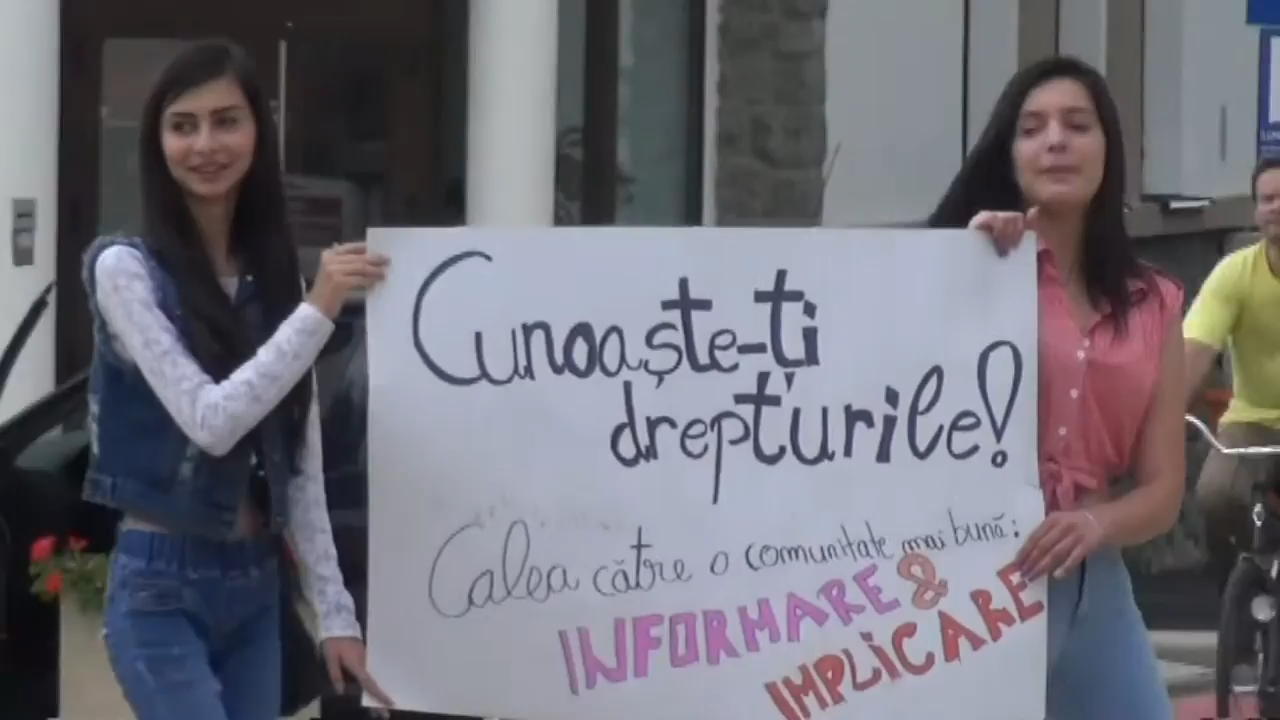 Cunoaște-ți
drepturile!
Calea către o comunitate mai bună:
INFORMARE &
IMPLICARE